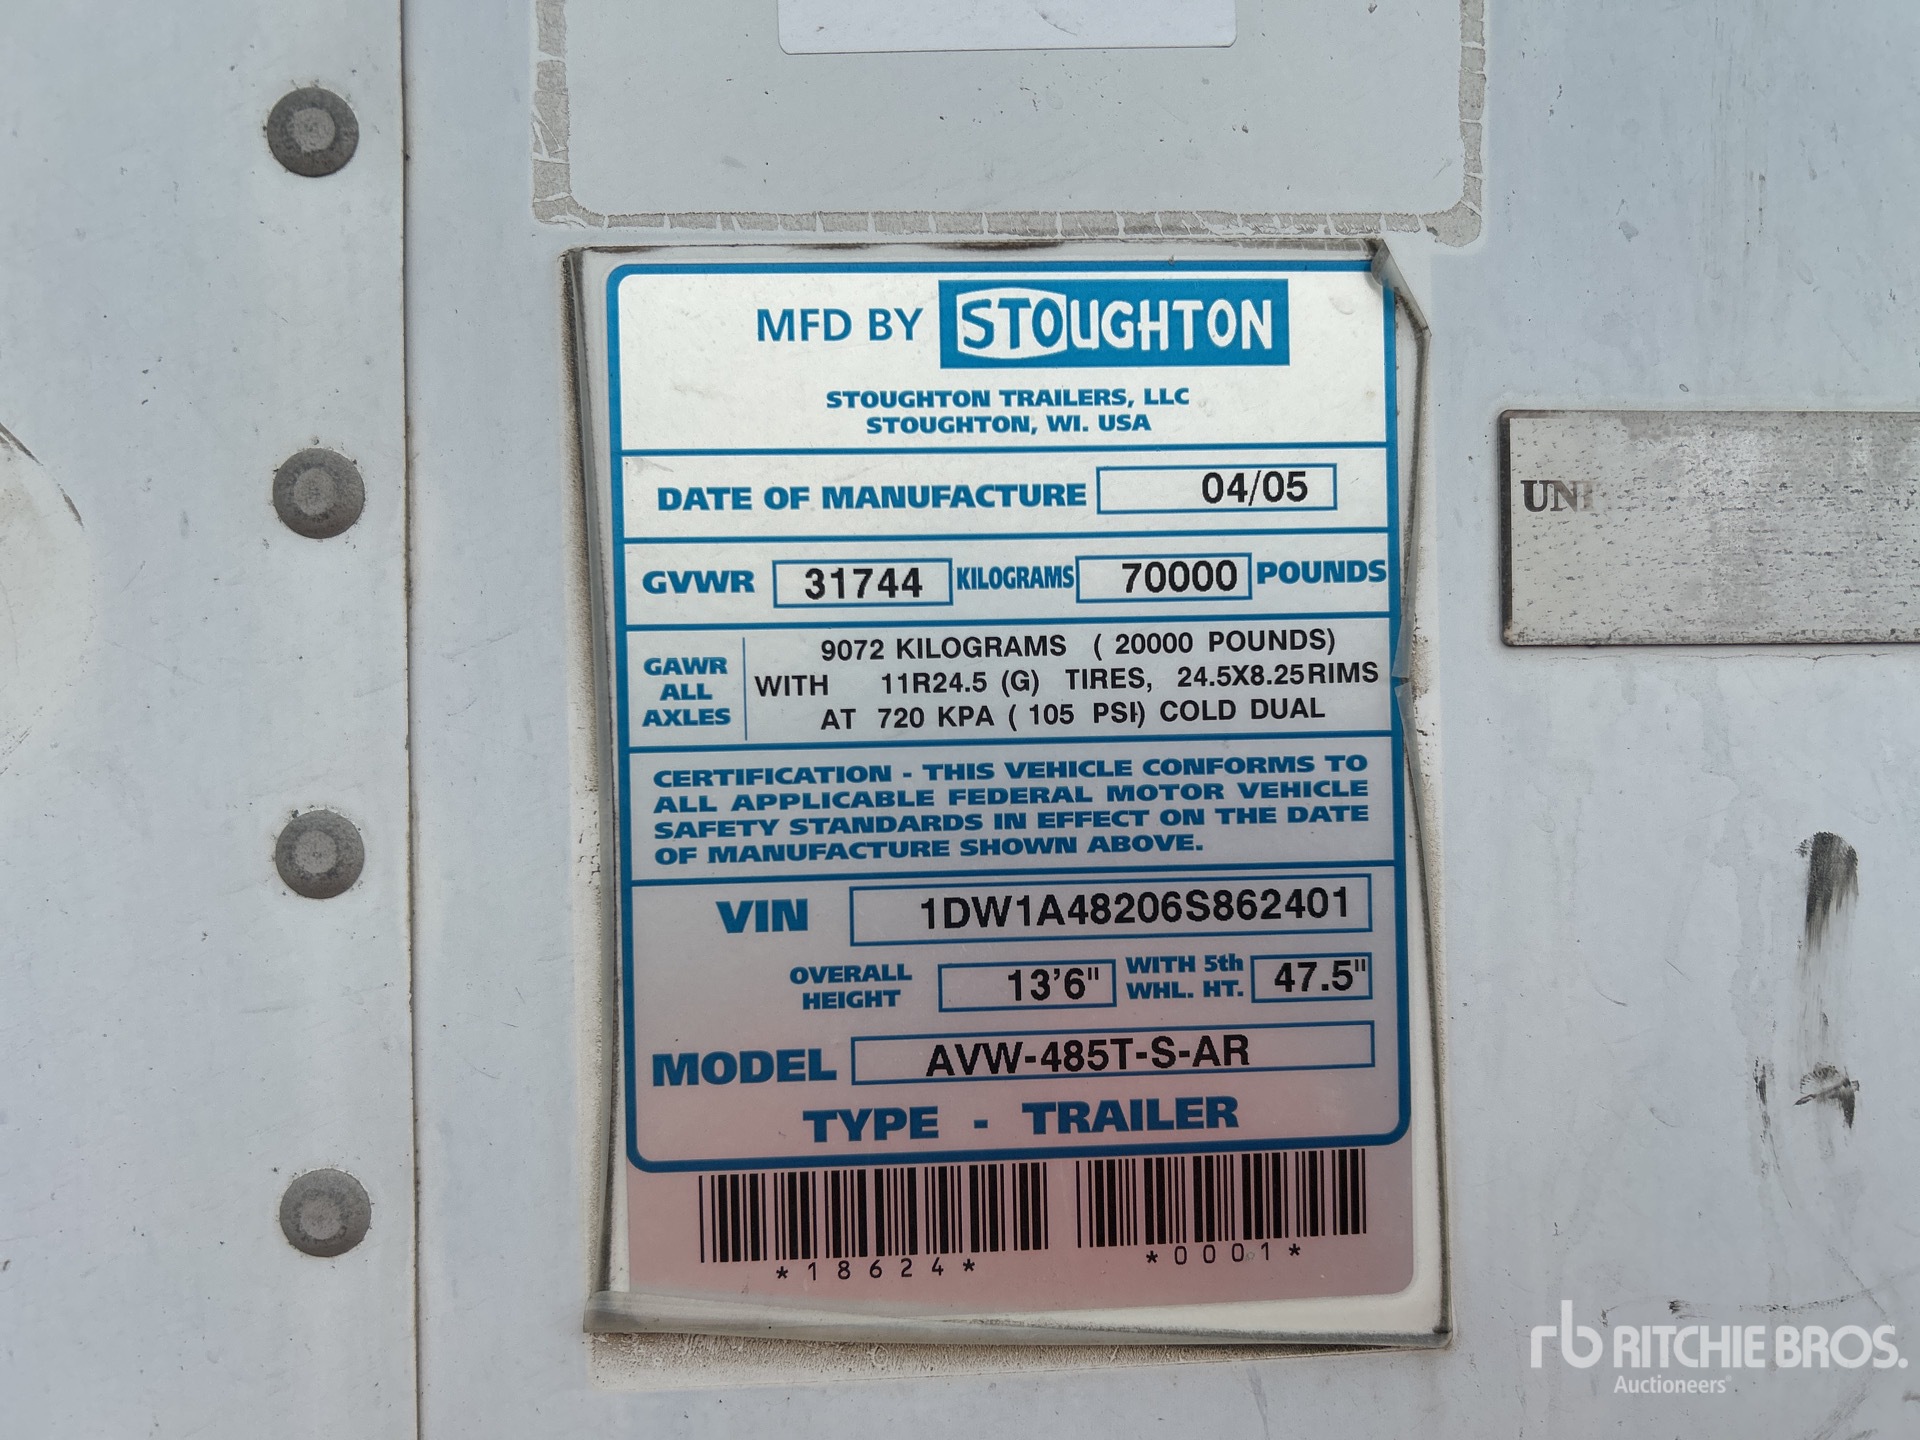 MFD BY STOUGHTON
STOUGHTON TRAILERS, LLC
STOUGHTON, WI. USA
DATE OF MANUFACTURE 04/05
GVWR 31744 KILOGRAMS 70000 POUNDS
GAWR ALL AXLES
9072 KILOGRAMS ( 20000 POUNDS)
WITH 11R24.5 (G) TIRES, 24.5X8.25RIMS
AT 720 KPA ( 105 PSI) COLD DUAL
CERTIFICATION - THIS VEHICLE CONFORMS TO
ALL APPLICABLE FEDERAL MOTOR VEHICLE
SAFETY STANDARDS IN EFFECT ON THE DATE
OF MANUFACTURE SHOWN ABOVE.
VIN 1DW1A48206S862401
OVERALL HEIGHT 13'6" WITH 5th WHL. HT. 47.5"
MODEL AVW-485T-S-AR
TYPE - TRAILER
*18624* *0001*
rb RITCHIE BROS.
Auctioneers